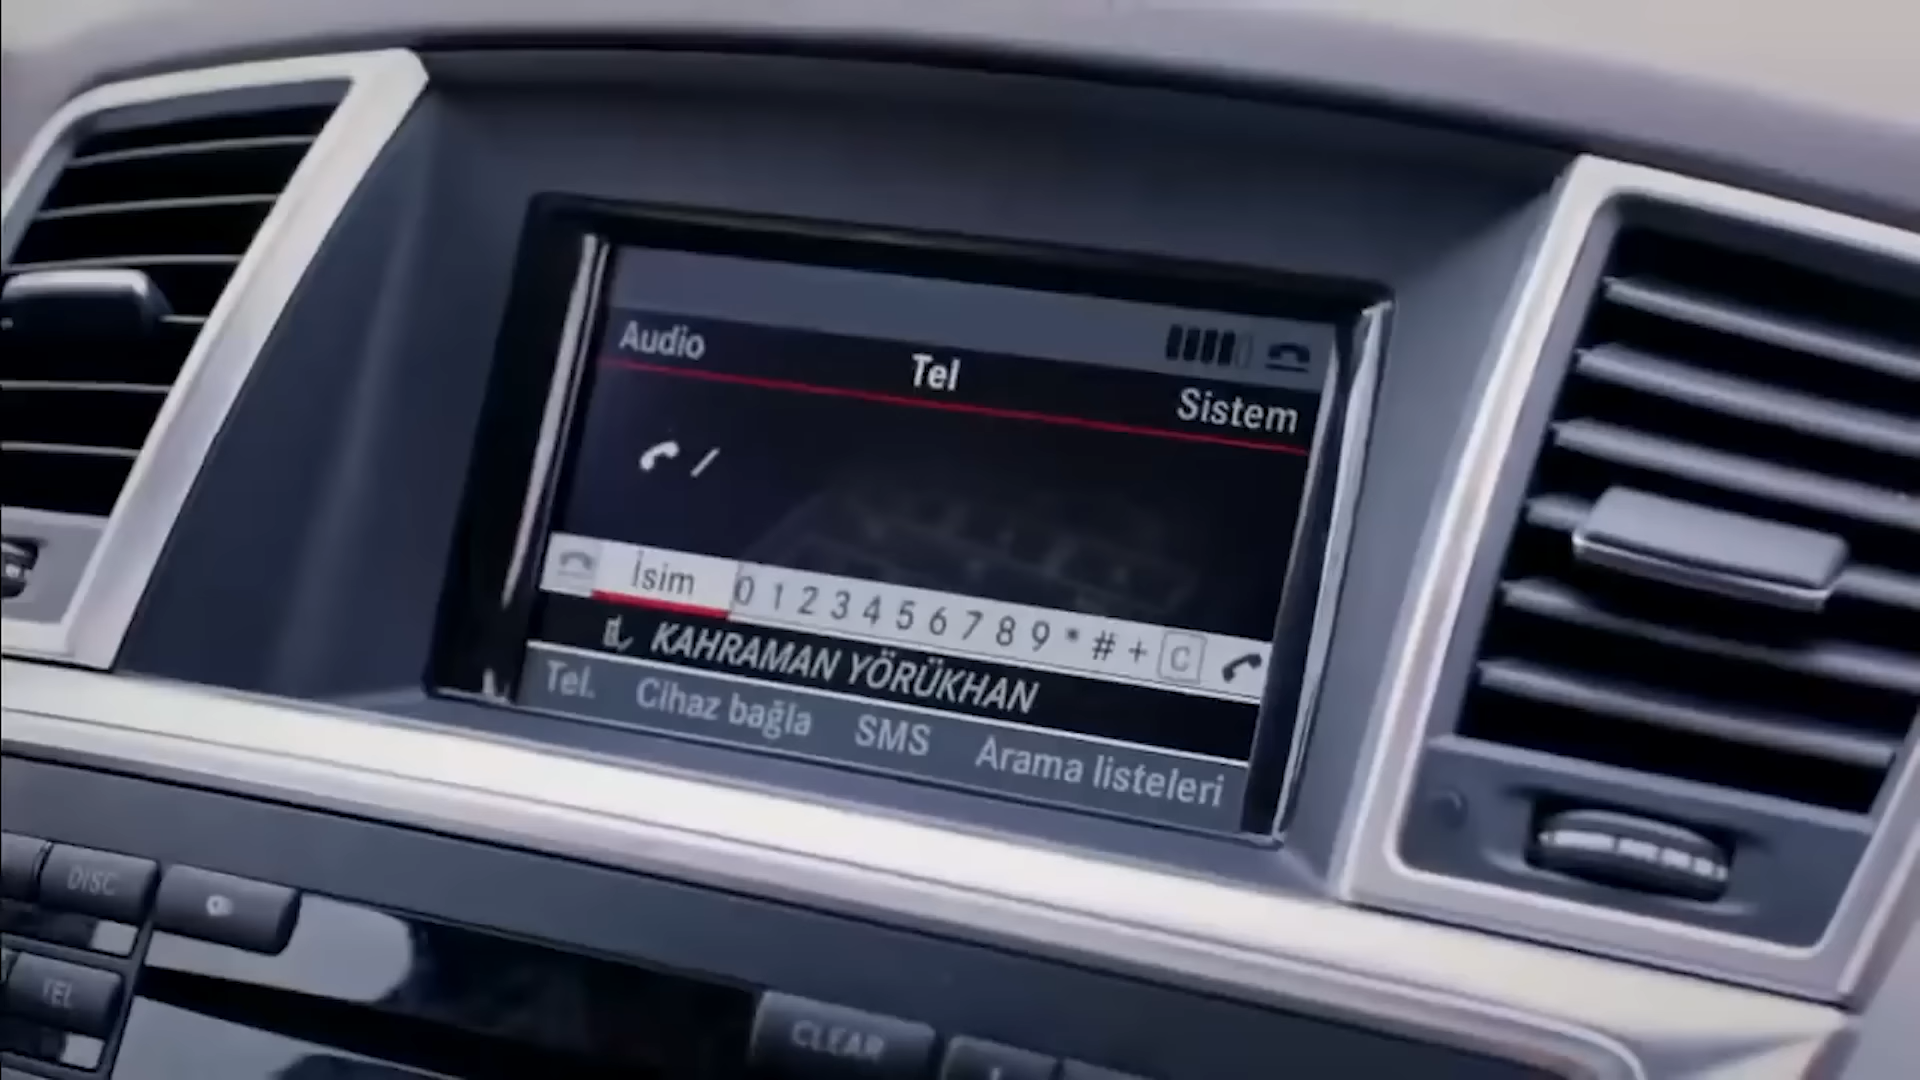 Audio Tel Sistem
İsim 0 1 2 3 4 5 6 7 8 9 * # + C
KAHRAMAN YÖRÜKHAN
Tel. Cihaz bağla SMS Arama listeleri
DISC
TEL
CLEAR